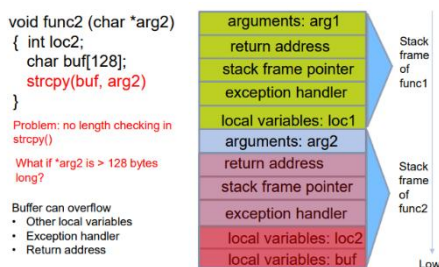 void func2 (char *arg2)
{ int loc2;
char buf[128];
strcpy(buf, arg2)
}
Problem: no length checking in
strcpy()
What if *arg2 is > 128 bytes
long?
Buffer can overflow
• Other local variables
• Exception handler
• Return address
arguments: arg1
return address
stack frame pointer
exception handler
local variables: loc1
arguments: arg2
return address
stack frame pointer
exception handler
local variables: loc2
local variables: buf
Stack
frame
of
func1
Stack
frame
of
func2
Low